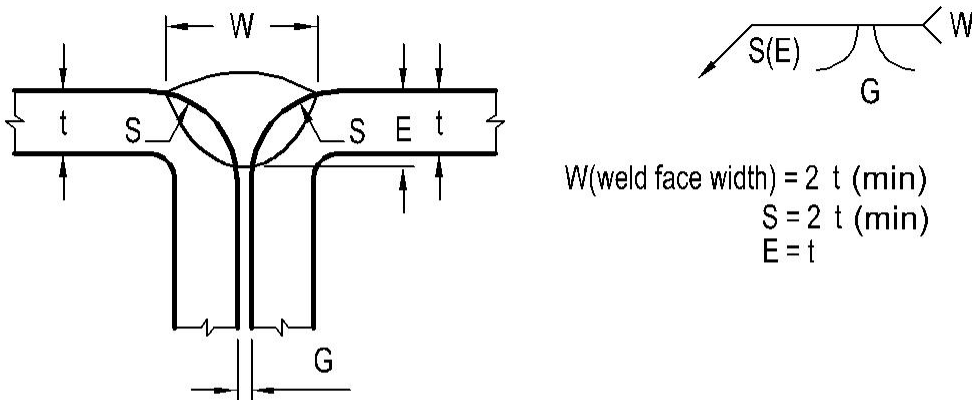 W
t
S
S
E
t
G
S(E)
W
G
W(weld face width) = 2 t (min)
S = 2 t (min)
E = t